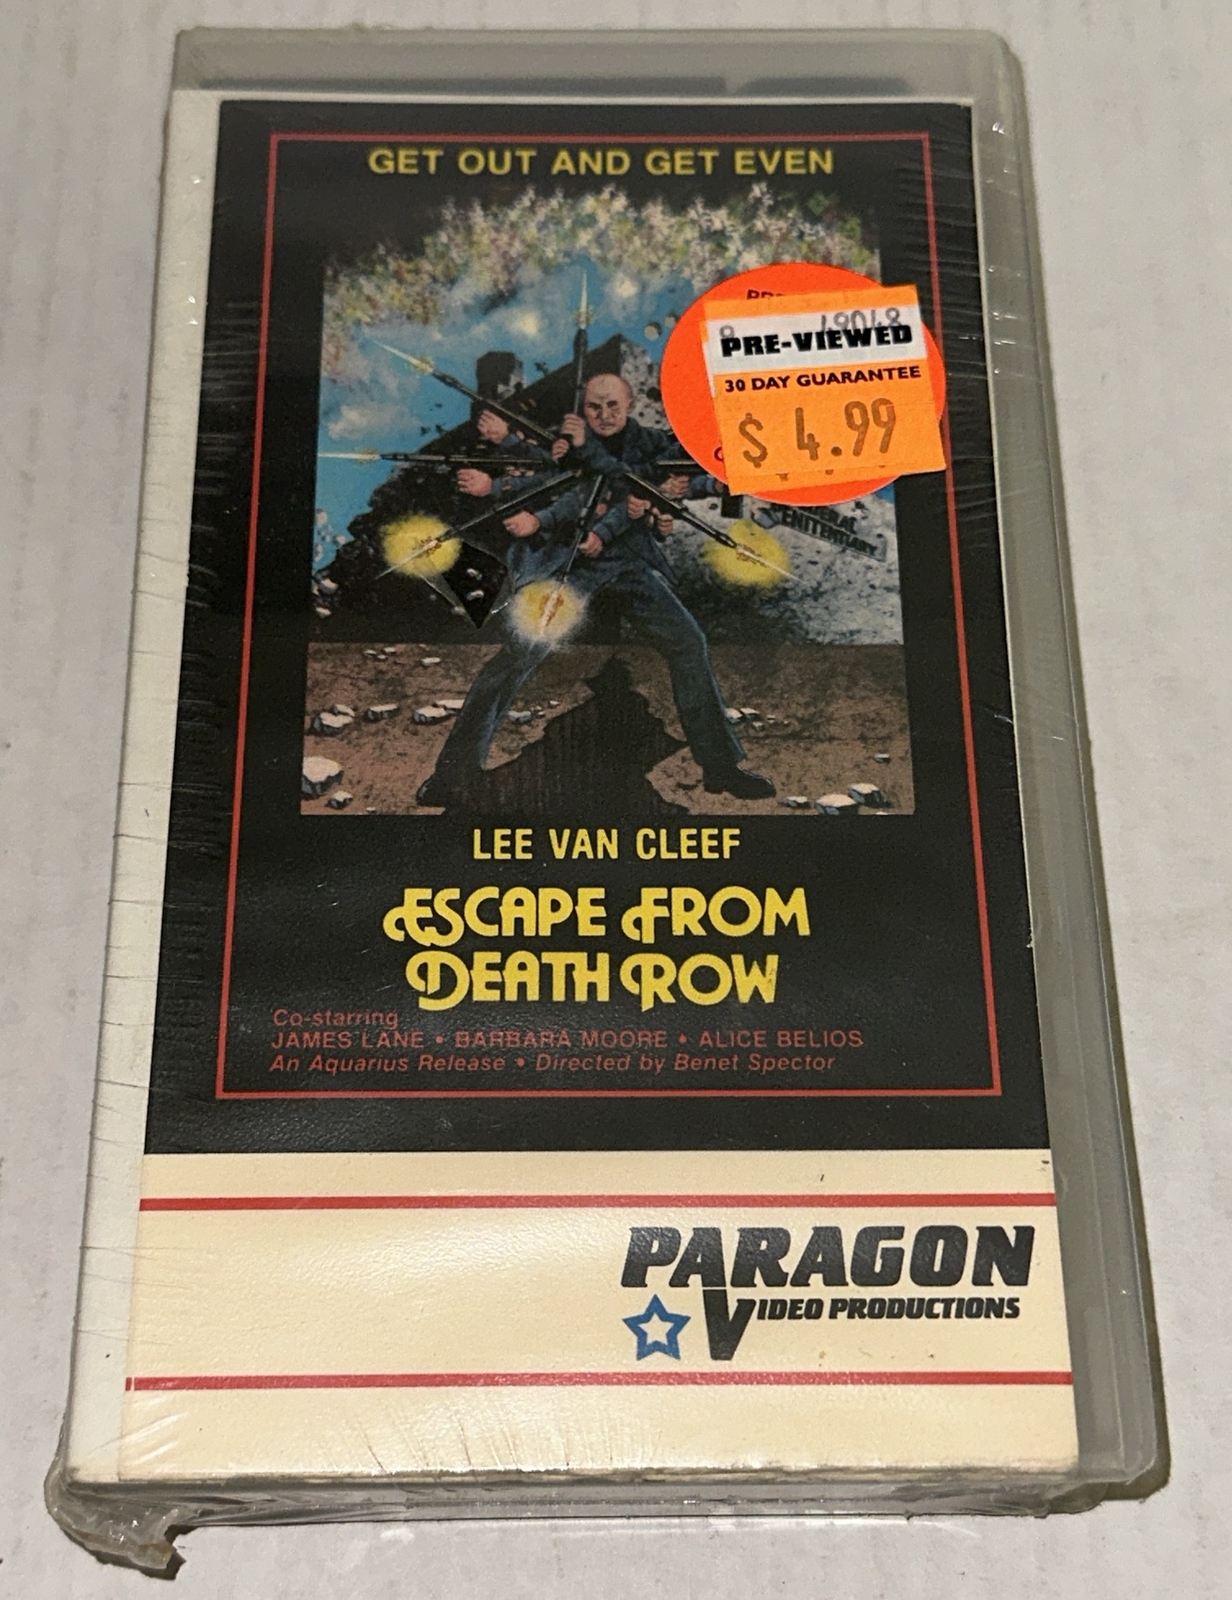 GET OUT AND GET EVEN
PRE-VIEWED
30 DAY GUARANTEE
$ 4.99
PENITENTIARY
LEE VAN CLEEF
ESCAPE FROM
DEATH ROW
Co-starring
JAMES LANE • BARBARA MOORE • ALICE BELIOS
An Aquarius Release • Directed by Benet Spector
PARAGON
VIDEO PRODUCTIONS